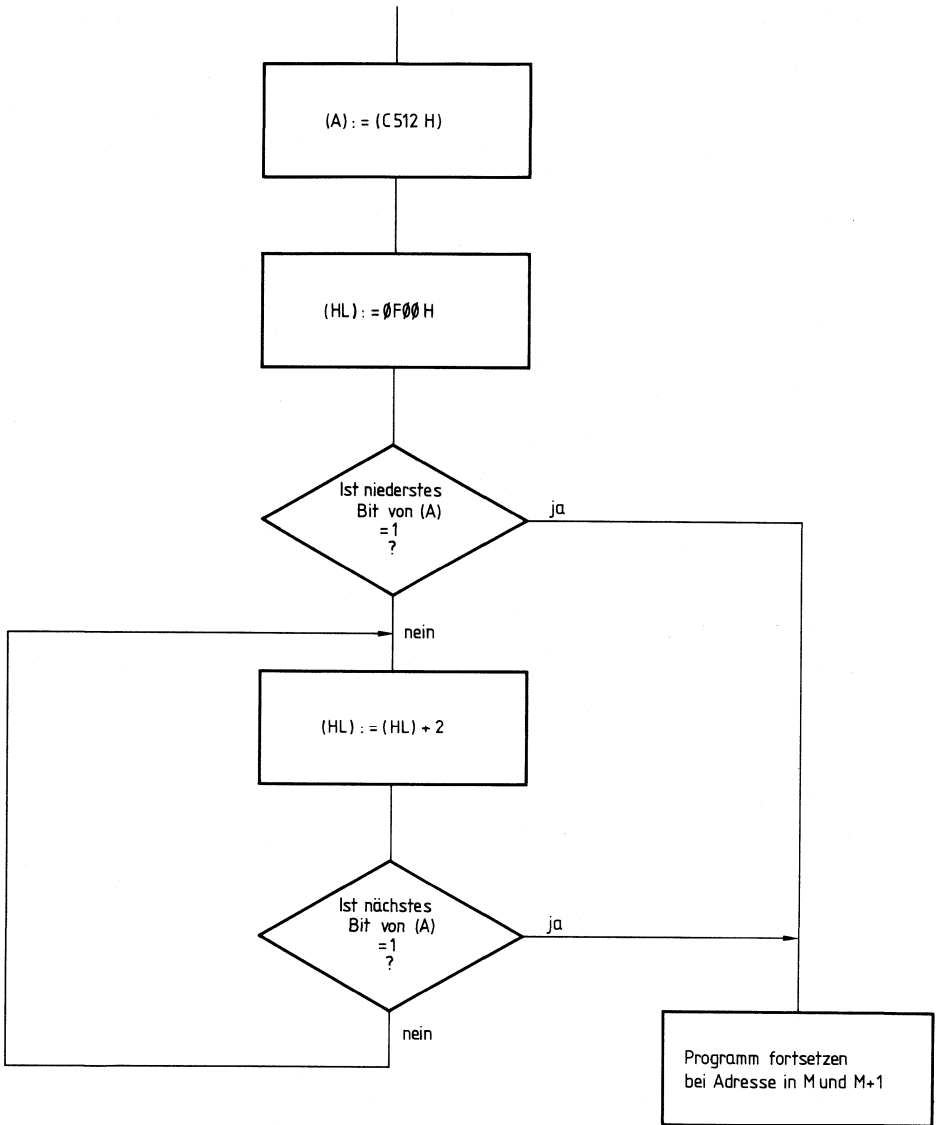 (A) : = (C512 H)
(HL) : = ØFØØ H
Ist niederstes
Bit von (A)
= 1
?
ja
nein
(HL) : = (HL) + 2
Ist nächstes
Bit von (A)
= 1
?
ja
nein
Programm fortsetzen
bei Adresse in M und M+1